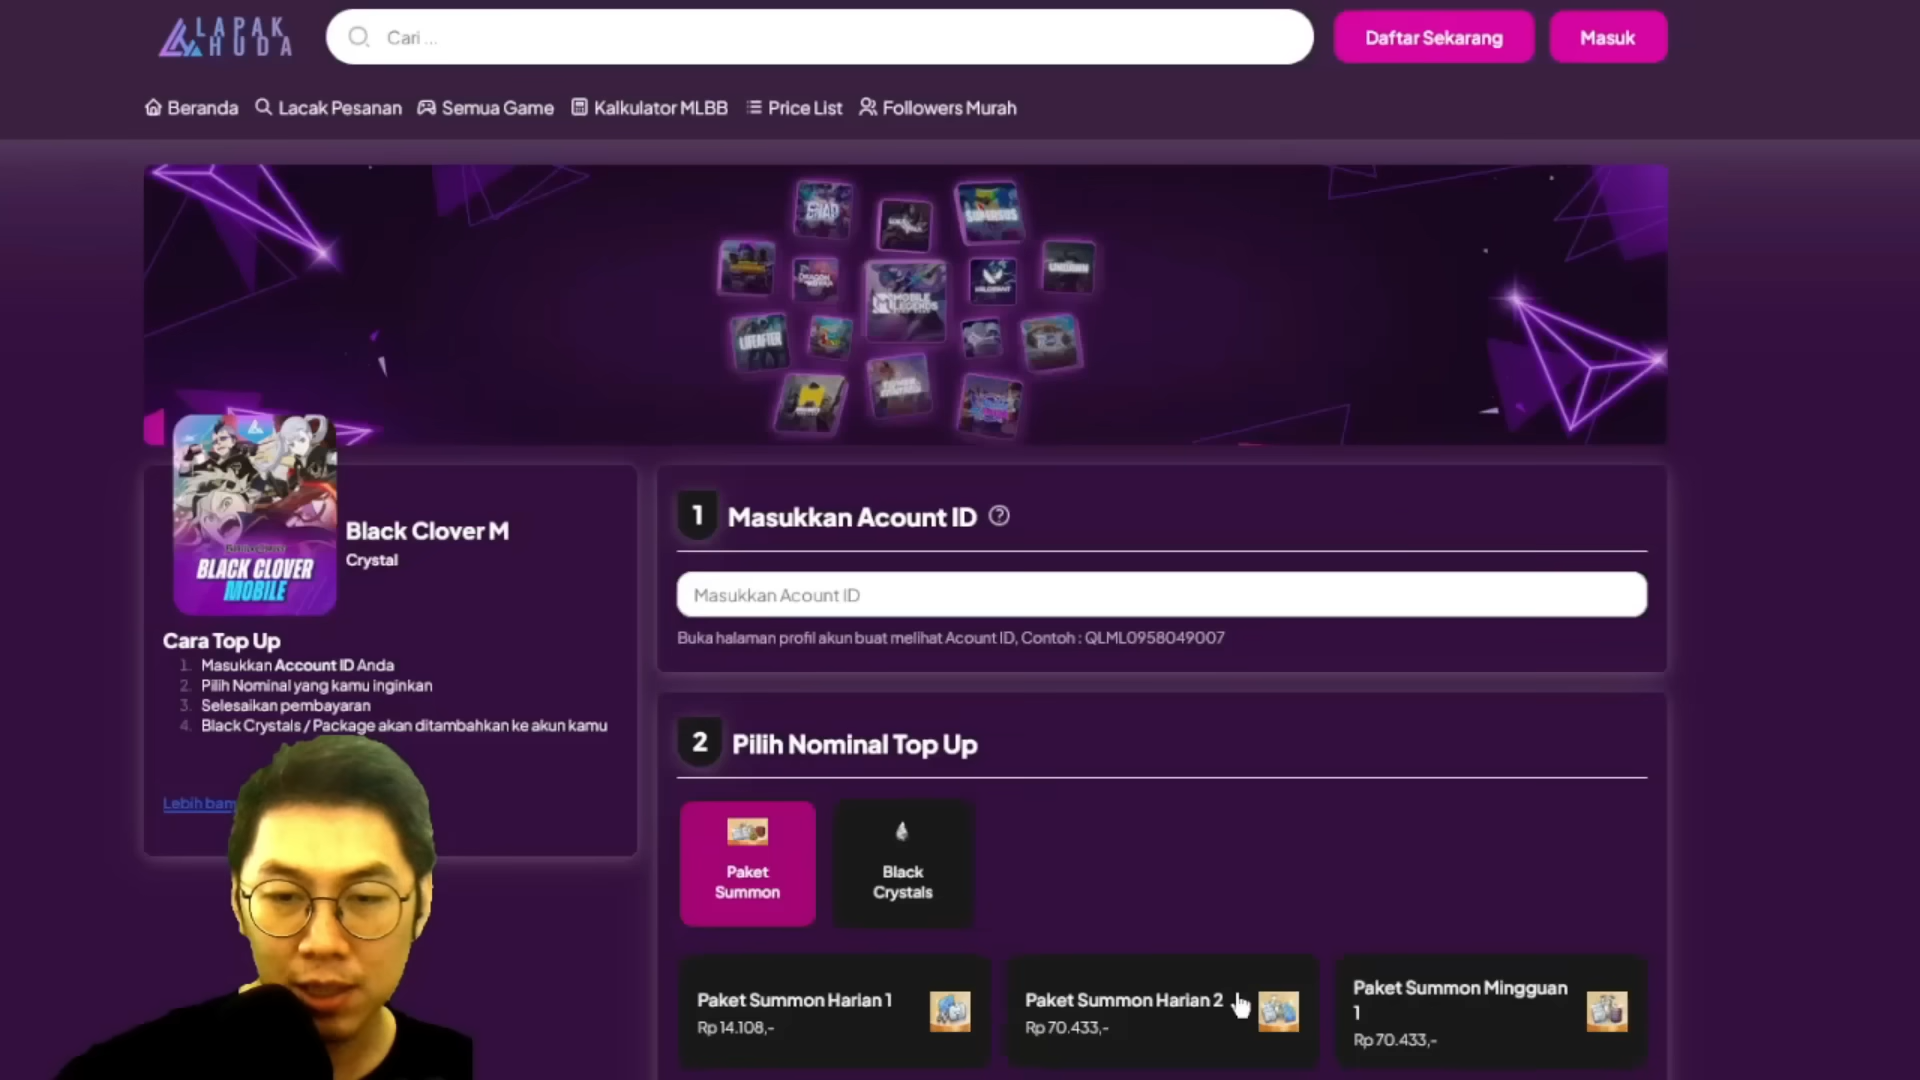 LAPAK
HUDA
Cari ...
Daftar Sekarang
Masuk
Beranda
Lacak Pesanan
Semua Game
Kalkulator MLBB
Price List
Followers Murah
SUPERSUS
MOBILE
LEGENDS
LIFEAFTER
Black Clover M
Crystal
BLACK CLOVER
MOBILE
Cara Top Up
1. Masukkan Account ID Anda
2. Pilih Nominal yang kamu inginkan
3. Selesaikan pembayaran
4. Black Crystals / Package akan ditambahkan ke akun kamu
Lebih
1 Masukkan Acount ID
Masukkan Acount ID
Buka halaman profil akun buat melihat Acount ID, Contoh : QLML0958049007
2 Pilih Nominal Top Up
Paket
Summon
Black
Crystals
Paket Summon Harian 1
Rp 14.108,-
Paket Summon Harian 2
Rp 70.433,-
Paket Summon Mingguan
1
Rp 70.433,-